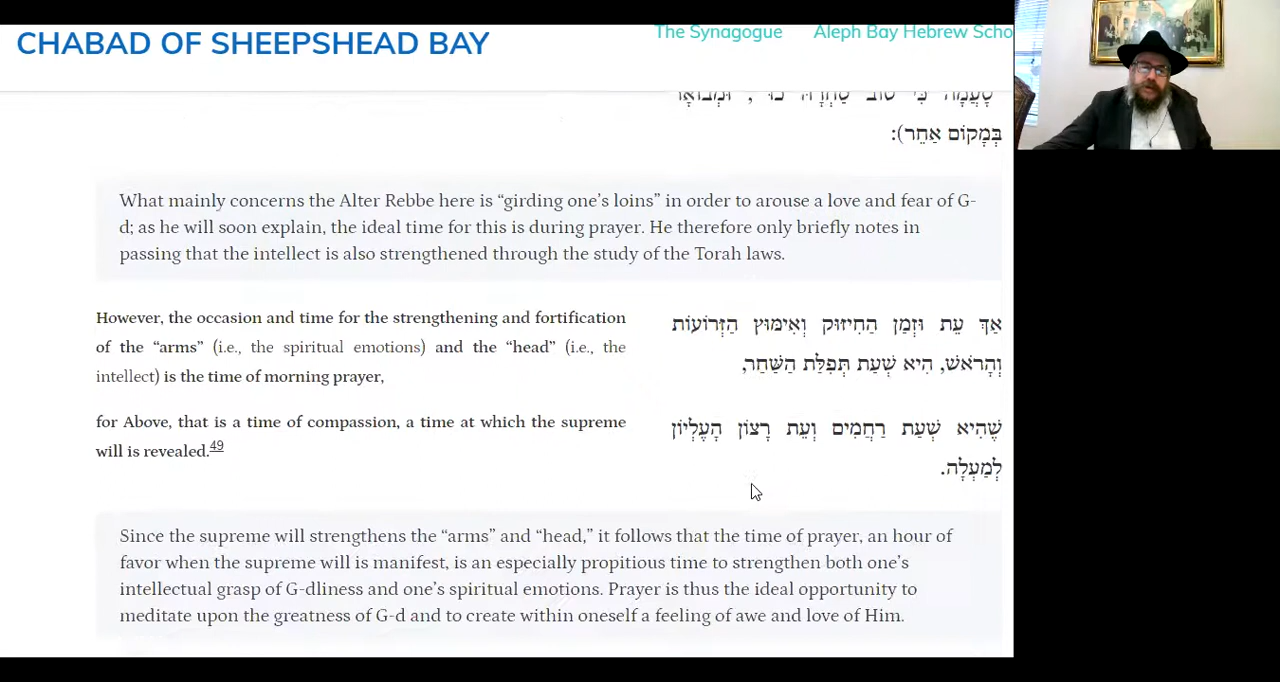 CHABAD OF SHEEPSHEAD BAY
The Synagogue Aleph Bay Hebrew Scho
בְּמָקוֹם אַחֵר):
What mainly concerns the Alter Rebbe here is “girding one’s loins” in order to arouse a love and fear of G-
d; as he will soon explain, the ideal time for this is during prayer. He therefore only briefly notes in
passing that the intellect is also strengthened through the study of the Torah laws.
However, the occasion and time for the strengthening and fortification
of the “arms” (i.e., the spiritual emotions) and the “head” (i.e., the
intellect) is the time of morning prayer,
אַךְ עֵת וּזְמַן הַחִיזּוּק וְאִימּוּץ הַזְּרוֹעוֹת
וְהָרֹאשׁ, הִיא שְׁעַת תְּפִלַּת הַשַּׁחַר,
for Above, that is a time of compassion, a time at which the supreme
will is revealed.49
שֶׁהִיא שְׁעַת רַחֲמִים וְעֵת רָצוֹן הָעֶלְיוֹן
לְמַעְלָה.
Since the supreme will strengthens the “arms” and “head,” it follows that the time of prayer, an hour of
favor when the supreme will is manifest, is an especially propitious time to strengthen both one’s
intellectual grasp of G-dliness and one’s spiritual emotions. Prayer is thus the ideal opportunity to
meditate upon the greatness of G-d and to create within oneself a feeling of awe and love of Him.